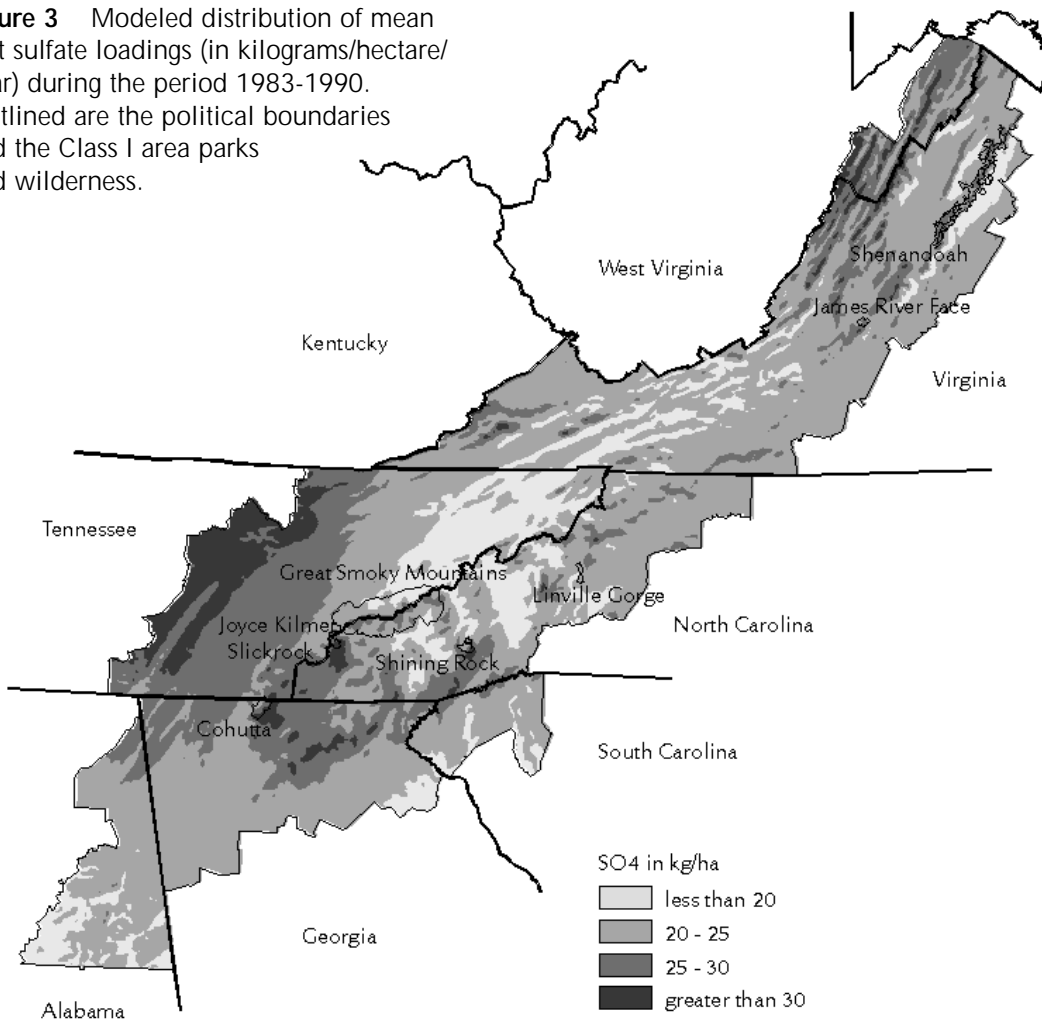 ure 3 Modeled distribution of mean
t sulfate loadings (in kilograms/hectare/
r) during the period 1983-1990.
tlined are the political boundaries
d the Class I area parks
d wilderness.
West Virginia
Shenandoah
James River Face
Kentucky
Virginia
Tennessee
Great Smoky Mountains
Linville Gorge
Joyce Kilmer
Slickrock
North Carolina
Shining Rock
Cohutta
South Carolina
SO4 in kg/ha
less than 20
20 - 25
25 - 30
greater than 30
Georgia
Alabama